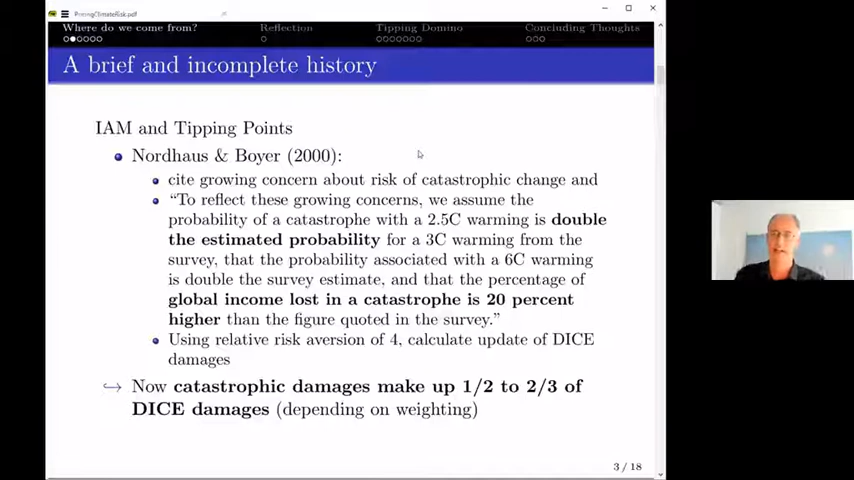 PricingClimateRisk.pdf
Where do we come from? Reflection Tipping Domino Concluding Thoughts
A brief and incomplete history
IAM and Tipping Points
Nordhaus & Boyer (2000):
cite growing concern about risk of catastrophic change and
“To reflect these growing concerns, we assume the
probability of a catastrophe with a 2.5C warming is double
the estimated probability for a 3C warming from the
survey, that the probability associated with a 6C warming
is double the survey estimate, and that the percentage of
global income lost in a catastrophe is 20 percent
higher than the figure quoted in the survey.”
Using relative risk aversion of 4, calculate update of DICE
damages
↪ Now catastrophic damages make up 1/2 to 2/3 of
DICE damages (depending on weighting)
3 / 18